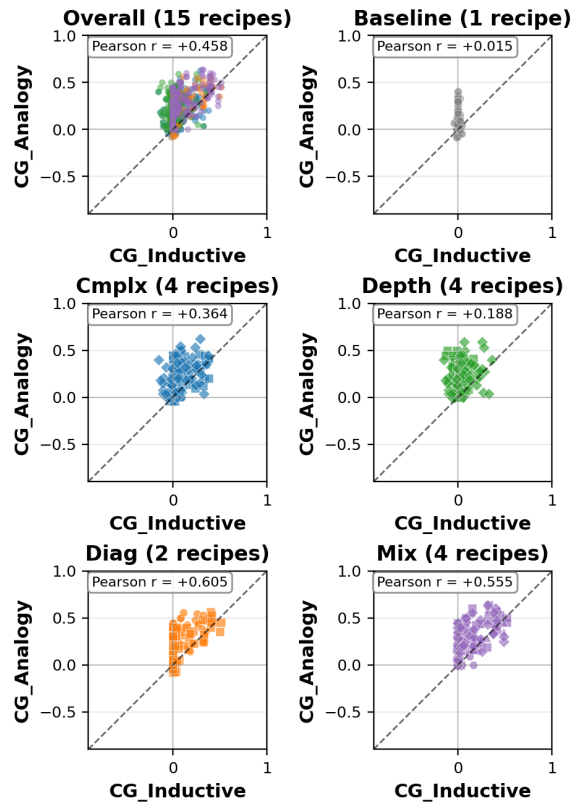 Overall (15 recipes)
Pearson r = +0.458
1.0
0.5
0.0
−0.5
CG_Analogy
0
1
CG_Inductive
Baseline (1 recipe)
Pearson r = +0.015
1.0
0.5
0.0
−0.5
CG_Analogy
0
1
CG_Inductive
Cmplx (4 recipes)
Pearson r = +0.364
1.0
0.5
0.0
−0.5
CG_Analogy
0
1
CG_Inductive
Depth (4 recipes)
Pearson r = +0.188
1.0
0.5
0.0
−0.5
CG_Analogy
0
1
CG_Inductive
Diag (2 recipes)
Pearson r = +0.605
1.0
0.5
0.0
−0.5
CG_Analogy
0
1
CG_Inductive
Mix (4 recipes)
Pearson r = +0.555
1.0
0.5
0.0
−0.5
CG_Analogy
0
1
CG_Inductive